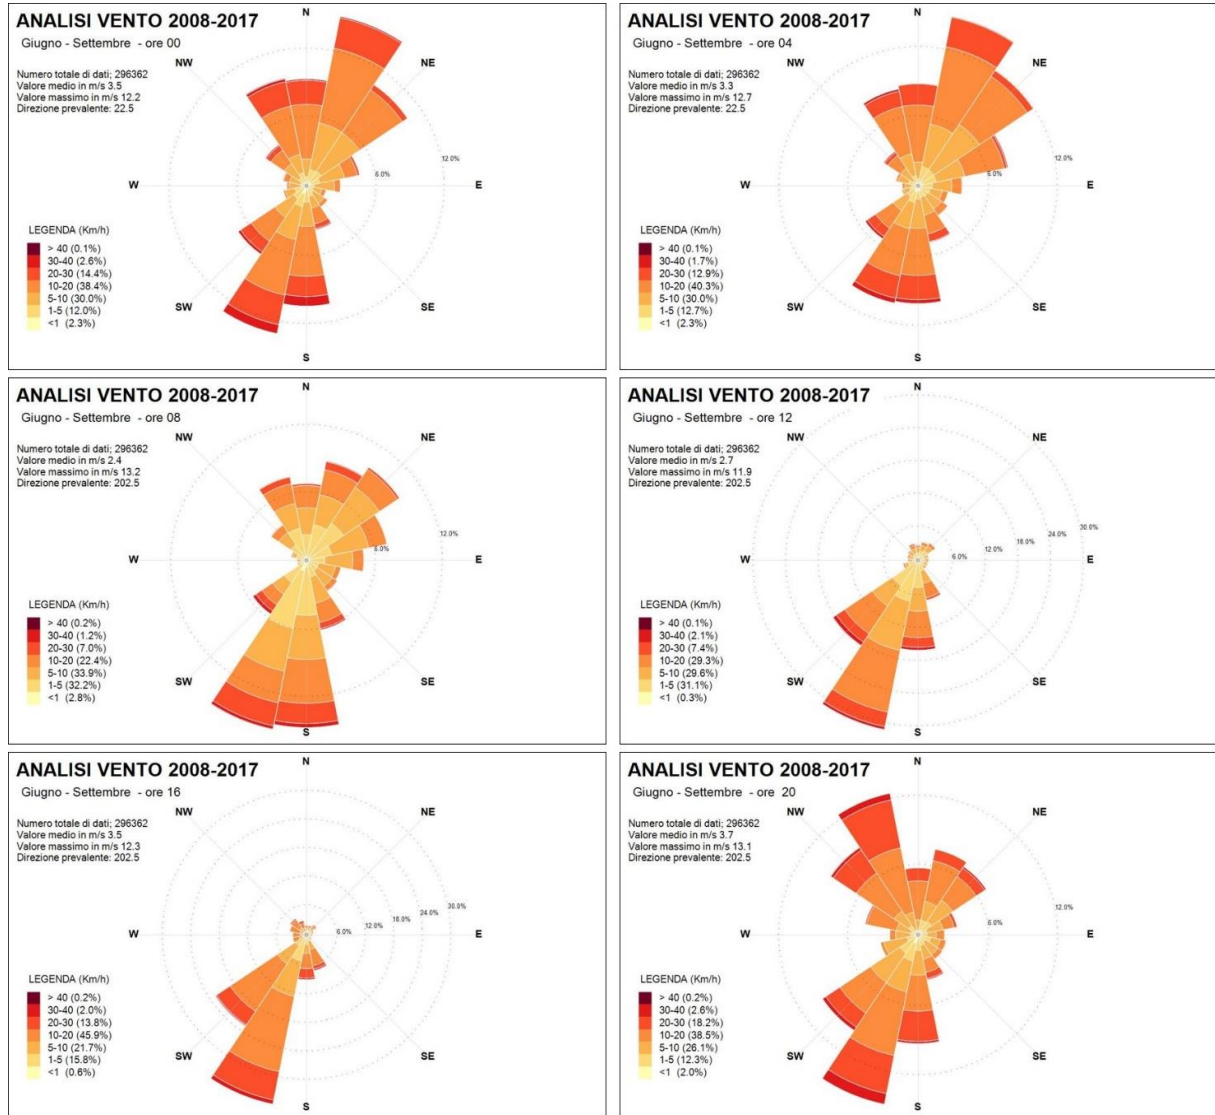 ANALISI VENTO 2008-2017
Giugno - Settembre - ore 00
Numero totale di dati; 296362
Valore medio in m/s 3.5
Valore massimo in m/s 12.2
Direzione prevalente: 22.5
N
NE
E
SE
S
SW
W
NW
6.0%
12.0%
LEGENDA (Km/h)
> 40 (0.1%)
30-40 (2.6%)
20-30 (14.4%)
10-20 (38.4%)
5-10 (30.0%)
1-5 (12.0%)
<1 (2.3%)
ANALISI VENTO 2008-2017
Giugno - Settembre - ore 04
Numero totale di dati; 296362
Valore medio in m/s 3.3
Valore massimo in m/s 12.7
Direzione prevalente: 22.5
N
NE
E
SE
S
SW
W
NW
6.0%
12.0%
LEGENDA (Km/h)
> 40 (0.1%)
30-40 (1.7%)
20-30 (12.9%)
10-20 (40.3%)
5-10 (30.0%)
1-5 (12.7%)
<1 (2.3%)
ANALISI VENTO 2008-2017
Giugno - Settembre - ore 08
Numero totale di dati; 296362
Valore medio in m/s 2.4
Valore massimo in m/s 13.2
Direzione prevalente: 202.5
N
NE
E
SE
S
SW
W
NW
6.0%
12.0%
LEGENDA (Km/h)
> 40 (0.2%)
30-40 (1.2%)
20-30 (7.0%)
10-20 (22.4%)
5-10 (33.9%)
1-5 (32.2%)
<1 (2.8%)
ANALISI VENTO 2008-2017
Giugno - Settembre - ore 12
Numero totale di dati; 296362
Valore medio in m/s 2.7
Valore massimo in m/s 11.9
Direzione prevalente: 202.5
N
NE
E
SE
S
SW
W
NW
6.0%
12.0%
18.0%
24.0%
30.0%
LEGENDA (Km/h)
> 40 (0.1%)
30-40 (2.1%)
20-30 (7.4%)
10-20 (29.3%)
5-10 (29.6%)
1-5 (31.1%)
<1 (0.3%)
ANALISI VENTO 2008-2017
Giugno - Settembre - ore 16
Numero totale di dati; 296362
Valore medio in m/s 3.5
Valore massimo in m/s 12.3
Direzione prevalente: 202.5
N
NE
E
SE
S
SW
W
NW
6.0%
12.0%
18.0%
24.0%
30.0%
LEGENDA (Km/h)
> 40 (0.2%)
30-40 (2.0%)
20-30 (13.8%)
10-20 (45.9%)
5-10 (21.7%)
1-5 (15.8%)
<1 (0.6%)
ANALISI VENTO 2008-2017
Giugno - Settembre - ore 20
Numero totale di dati; 296362
Valore medio in m/s 3.7
Valore massimo in m/s 13.1
Direzione prevalente: 202.5
N
NE
E
SE
S
SW
W
NW
6.0%
12.0%
LEGENDA (Km/h)
> 40 (0.2%)
30-40 (2.6%)
20-30 (18.2%)
10-20 (38.5%)
5-10 (26.1%)
1-5 (12.3%)
<1 (2.0%)